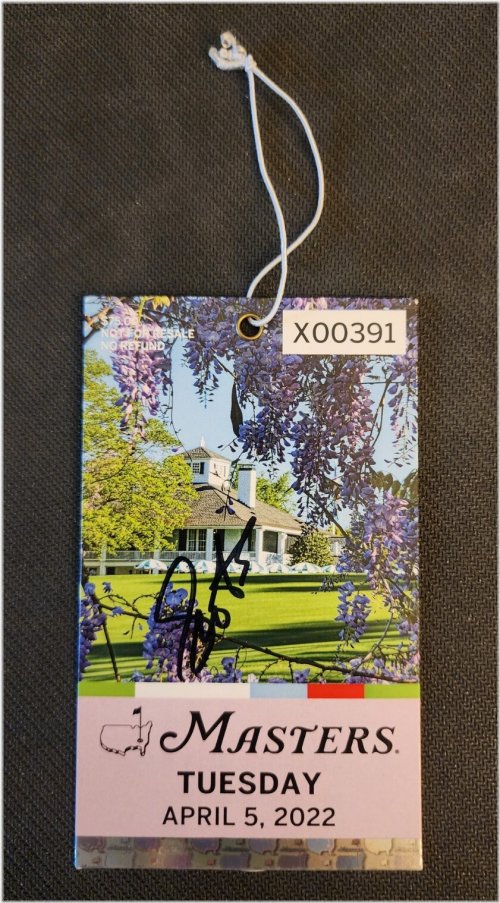 NOT FOR RESALE
NO REFUND
X00391
MASTERS
TUESDAY
APRIL 5, 2022